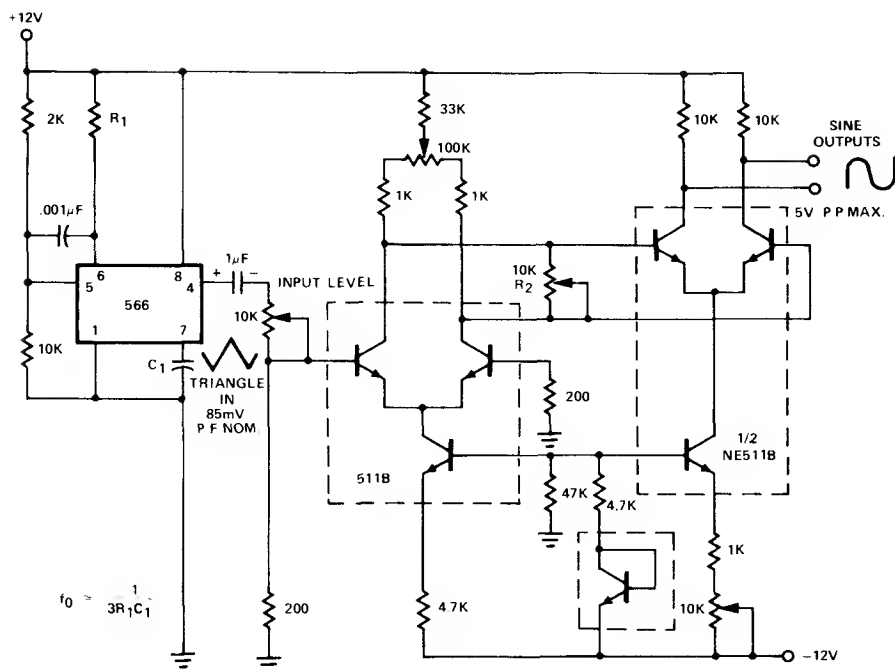 +12V
2K
R1
33K
100K
10K
10K
SINE
OUTPUTS
1K
1K
.001µF
5V P P MAX.
6
8
5
4
566
1
7
+
1µF
−
INPUT LEVEL
10K
10K
R2
10K
C1
TRIANGLE
IN
85mV
P F NOM.
200
511B
47K
4.7K
1/2
NE511B
1K
f0 = 1
3R1C1
200
4.7K
10K
−12V